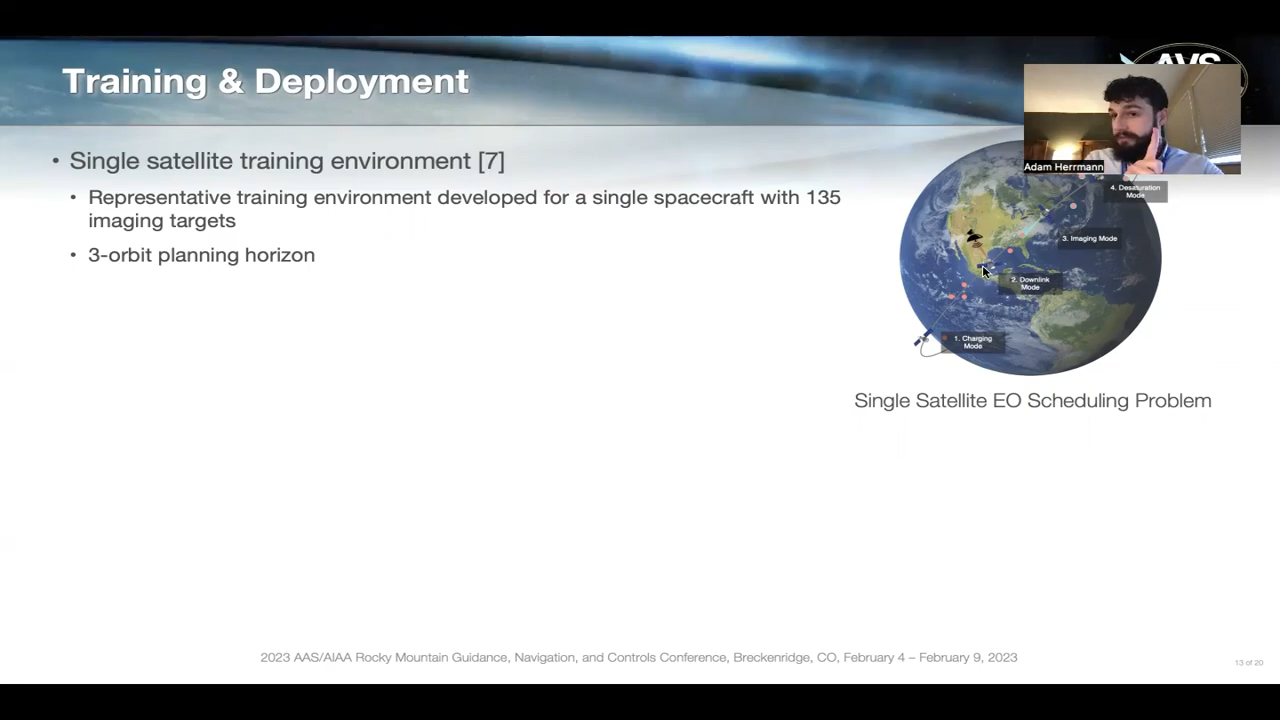 Training & Deployment
AVS
Adam Herrmann
• Single satellite training environment [7]
• Representative training environment developed for a single spacecraft with 135
imaging targets
• 3-orbit planning horizon
4. Desaturation
Mode
3. Imaging Mode
2. Downlink
Mode
1. Charging
Mode
Single Satellite EO Scheduling Problem
2023 AAS/AIAA Rocky Mountain Guidance, Navigation, and Controls Conference, Breckenridge, CO, February 4 – February 9, 2023
13 of 20